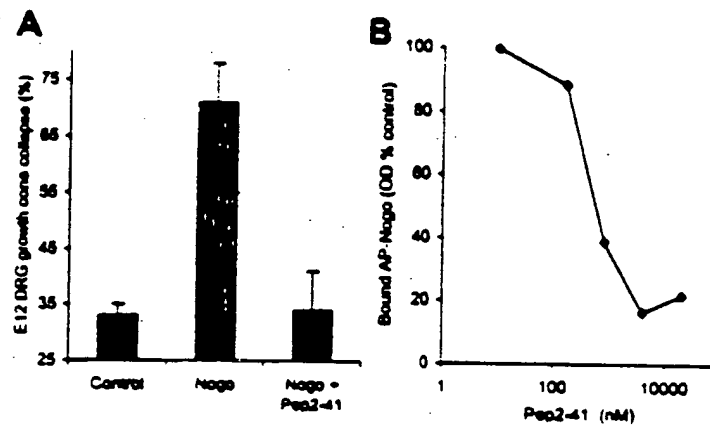 A
E12 DRG growth cone collapse (%)
75
65
55
45
35
25
Control
Nogo
Nogo +
Pep2-41
B
Bound AP-Nogo (OD % control)
100
80
60
40
20
0
1
100
10000
Pep2-41 (nM)